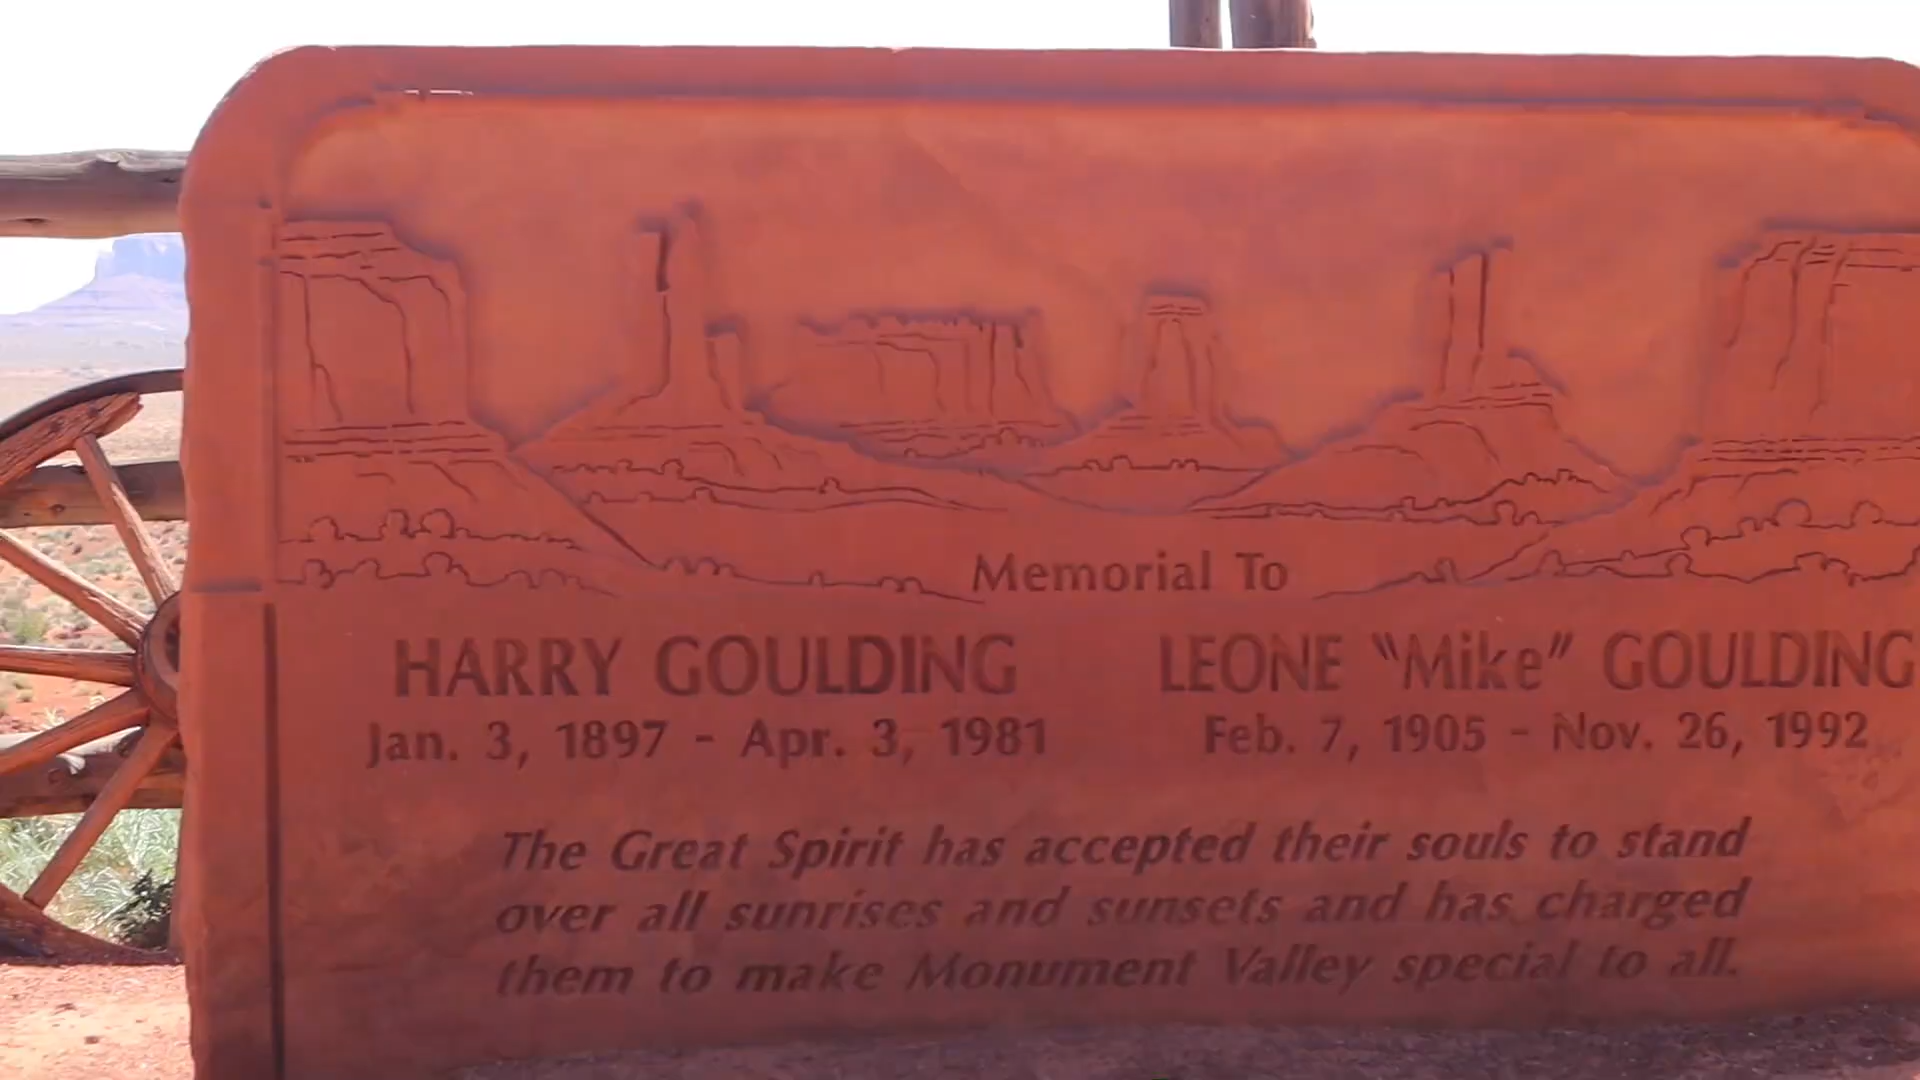 Memorial To
HARRY GOULDING LEONE "Mike" GOULDING
Jan. 3, 1897 - Apr. 3, 1981 Feb. 7, 1905 - Nov. 26, 1992
The Great Spirit has accepted their souls to stand
over all sunrises and sunsets and has charged
them to make Monument Valley special to all.